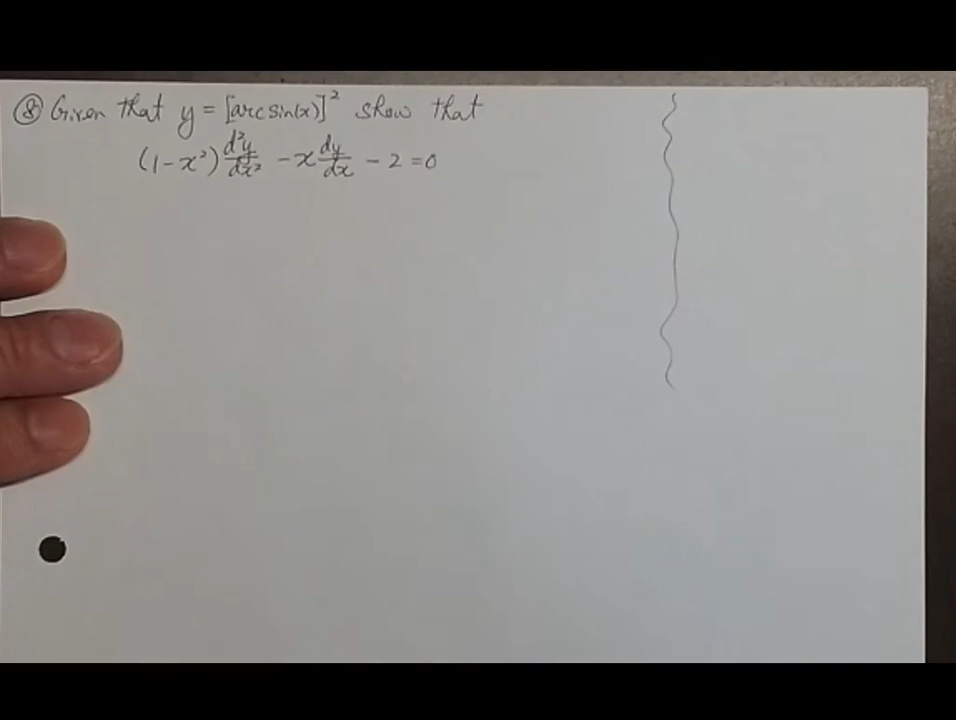 ⑧ Given that y = [arcsin(x)]² show that
(1-x²) d²y/dx² - x dy/dx - 2 = 0